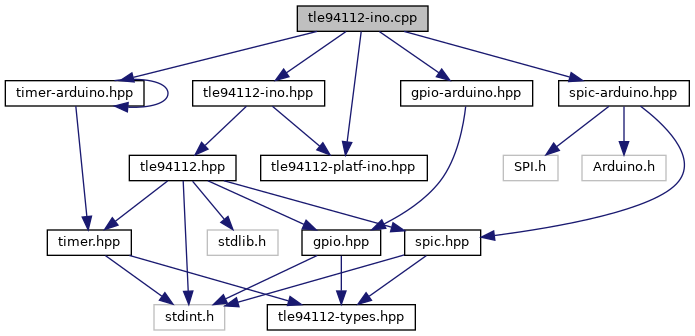 tle94112-ino.cpp
timer-arduino.hpp
tle94112-ino.hpp
gpio-arduino.hpp
spic-arduino.hpp
tle94112.hpp
tle94112-platf-ino.hpp
SPI.h
Arduino.h
timer.hpp
stdlib.h
gpio.hpp
spic.hpp
stdint.h
tle94112-types.hpp